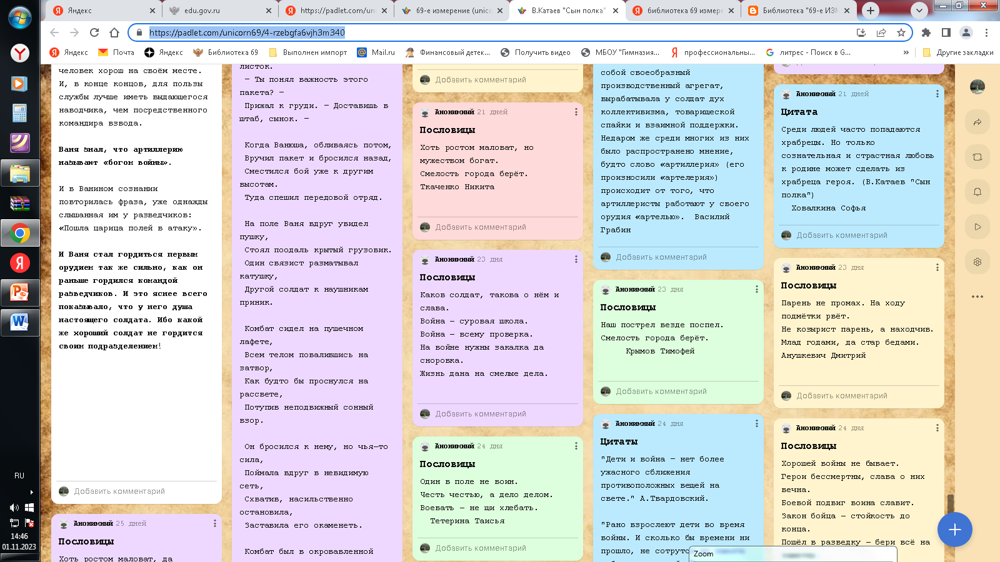 Яндекс
edu.gov.ru
https://padlet.com/un
69-е измерение (unico
В.Катаев "Сын полка"
библиотека 69 измере
Библиотека "69-е ИЗМ
https://padlet.com/unicorn69/4-rzebgfa6vjh3m340
Яндекс
Почта
Яндекс
Библиотека 69
Выполнен импорт
Mail.ru
Финансовый детек...
Получить видео
МБОУ "Гимназия...
профессиональны...
литрес - Поиск в G...
»
Другие закладки
человек хорош на своём месте.
И, в конце концов, для пользы
службы лучше иметь выдающегося
наводчика, чем посредственного
командира взвода.
Ваня знал, что артиллерию
называют «богом войны».
И в Ванином сознании
повторилась фраза, уже однажды
слышанная им у разведчиков:
«Пошла царица полей в атаку».
И Ваня стал гордиться первым
орудием так же сильно, как он
раньше гордился командой
разведчиков. И это яснее всего
показывало, что у него душа
настоящего солдата. Ибо какой
же хороший солдат не гордится
своим подразделением!
Добавить комментарий
Анонимный 25 дней
Пословицы
Хоть ростом маловат, да
листок.
— Ты понял важность этого
пакета? —
Прижал к груди. — Доставишь в
штаб, сынок. —
Когда Ванюша, обливаясь потом,
Вручил пакет и бросился назад,
Сместился бой уже к другим
высотам.
Туда спешил передовой отряд.
На поле Ваня вдруг увидел
пушку,
Стоял поодаль крытый грузовик.
Один связист разматывал
катушку,
Другой солдат к наушникам
приник.
Комбат сидел на пушечном
лафете,
Всем телом повалившись на
затвор,
Как будто бы проснулся на
рассвете,
Потупив неподвижный сонный
взор.
Он бросился к нему, но чья-то
сила,
Поймала вдруг в невидимую
сеть,
Схватив, насильственно
остановила,
Заставила его окаменеть.
Комбат был в окровавленной
Добавить комментарий
Анонимный 21 дней
Пословицы
Хоть ростом маловат, но
мужеством богат.
Смелость города берёт.
Ткаченко Никита
Добавить комментарий
Анонимный 23 дня
Пословицы
Каков солдат, такова о нём и
слава.
Война – суровая школа.
Война – всему проверка.
На войне нужны закалка да
сноровка.
Жизнь дана на смелые дела.
Добавить комментарий
Анонимный 24 дня
Пословицы
Один в поле не воин.
Честь честью, а дело делом.
Воевать – не щи хлебать.
Тетерина Таисья
Добавить комментарий
собой своеобразный
производственный агрегат,
вырабатывала у солдат дух
коллективизма, товарищеской
спайки и взаимной поддержки.
Недаром же среди многих из них
было распространено мнение,
будто слово «артиллерия» (его
произносили «артелерия»)
происходит от того, что
артиллеристы работают у своего
орудия «артелью». Василий
Грабин
Добавить комментарий
Анонимный 23 дня
Пословицы
Наш пострел везде поспел.
Смелость города берёт.
Крымов Тимофей
Добавить комментарий
Анонимный 24 дня
Цитаты
"Дети и война – нет более
ужасного сближения
противоположных вещей на
свете." А.Твардовский.
"Рано взрослеют дети во время
войны. И сколько бы времени ни
прошло, не сотрутс
Анонимный 21 дней
Цитата
Среди людей часто попадаются
храбрецы. Но только
сознательная и страстная любовь
к родине может сделать из
храбреца героя. (В.Катаев "Сын
полка")
Ховалкина Софья
Добавить комментарий
Анонимный 23 дня
Пословицы
Парень не промах. На ходу
подмётки рвёт.
Не козырист парень, а находчив.
Млад годами, да стар бедами.
Анушкевич Дмитрий
Добавить комментарий
Анонимный 24 дня
Пословицы
Хорошей войны не бывает.
Герои бессмертны, слава о них
вечна.
Боевой подвиг воина славит.
Закон бойца – стойкость до
конца.
Пошёл в разведку – бери всё на
Zoom
RU
14:46
01.11.2023